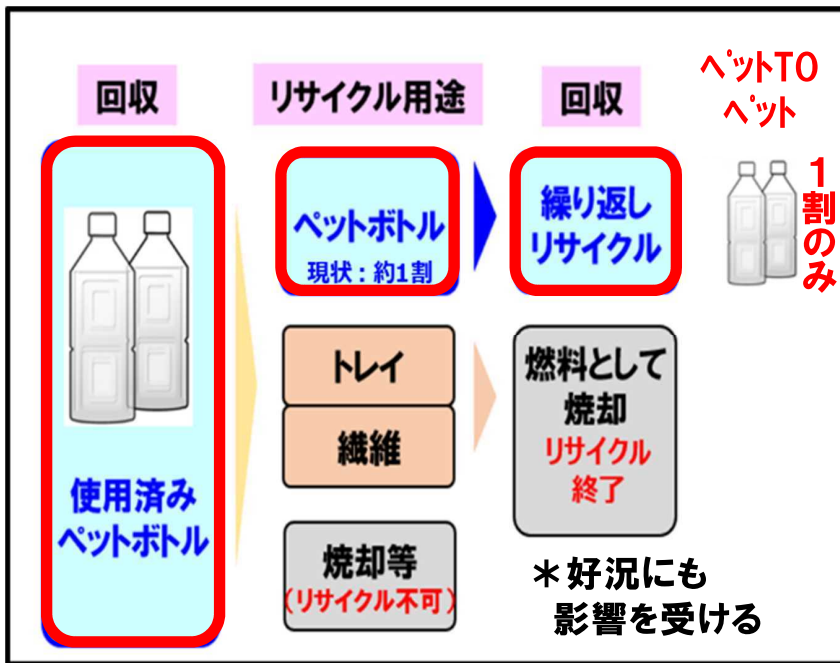 回収
リサイクル用途
回収
ペットTO
ペット
使用済み
ペットボトル
ペットボトル
現状:約1割
繰り返し
リサイクル
1割のみ
トレイ
繊維
燃料として
焼却
リサイクル
終了
焼却等
(リサイクル不可)
*好況にも
影響を受ける